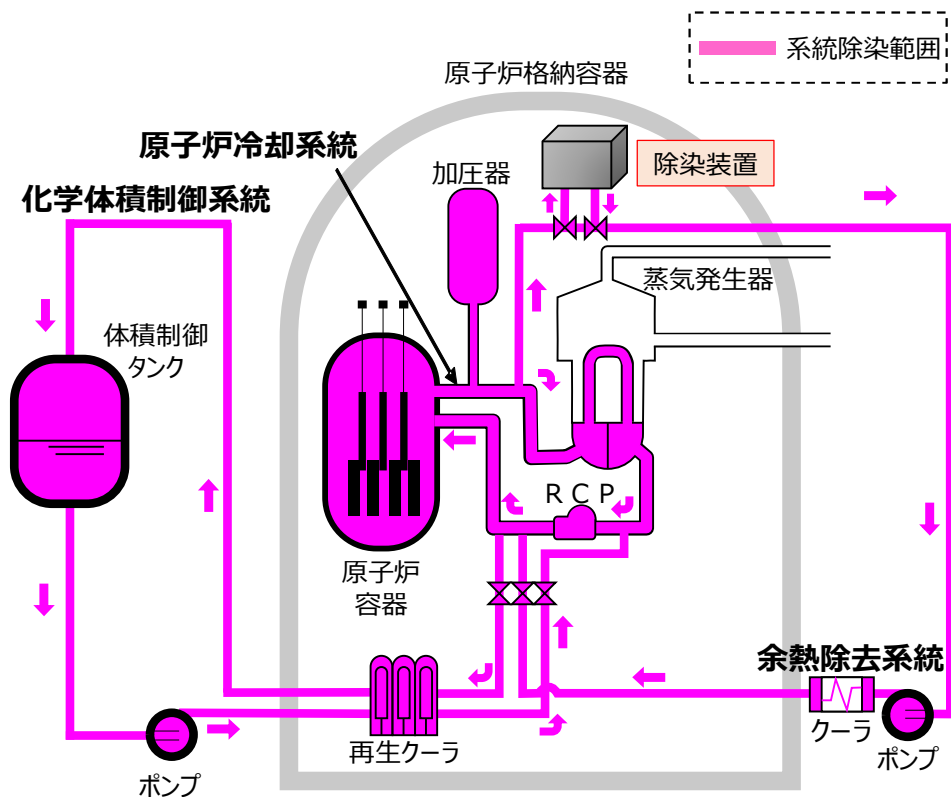 系統除染範囲
原子炉格納容器
原子炉冷却系統
加圧器
除染装置
化学体積制御系統
蒸気発生器
体積制御
タンク
ＲＣＰ
原子炉
容器
余熱除去系統
再生クーラ
クーラ
ポンプ
ポンプ